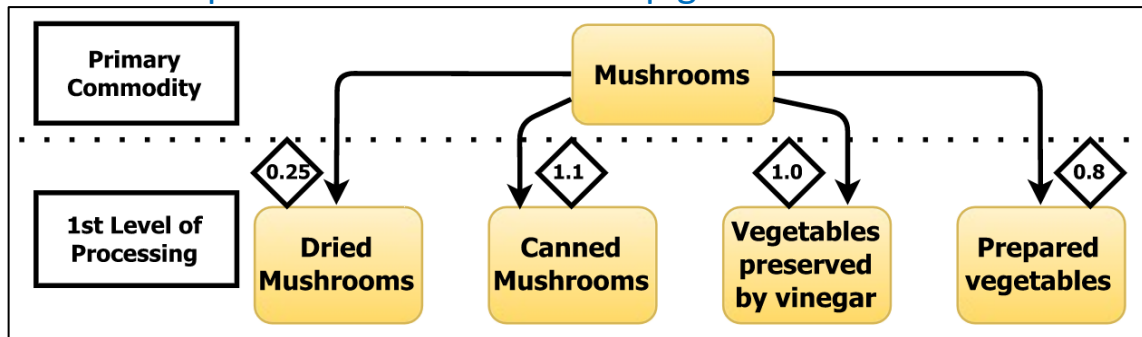 Primary
Commodity
Mushrooms
0.25
1.1
1.0
0.8
1st Level of
Processing
Dried
Mushrooms
Canned
Mushrooms
Vegetables
preserved
by vinegar
Prepared
vegetables